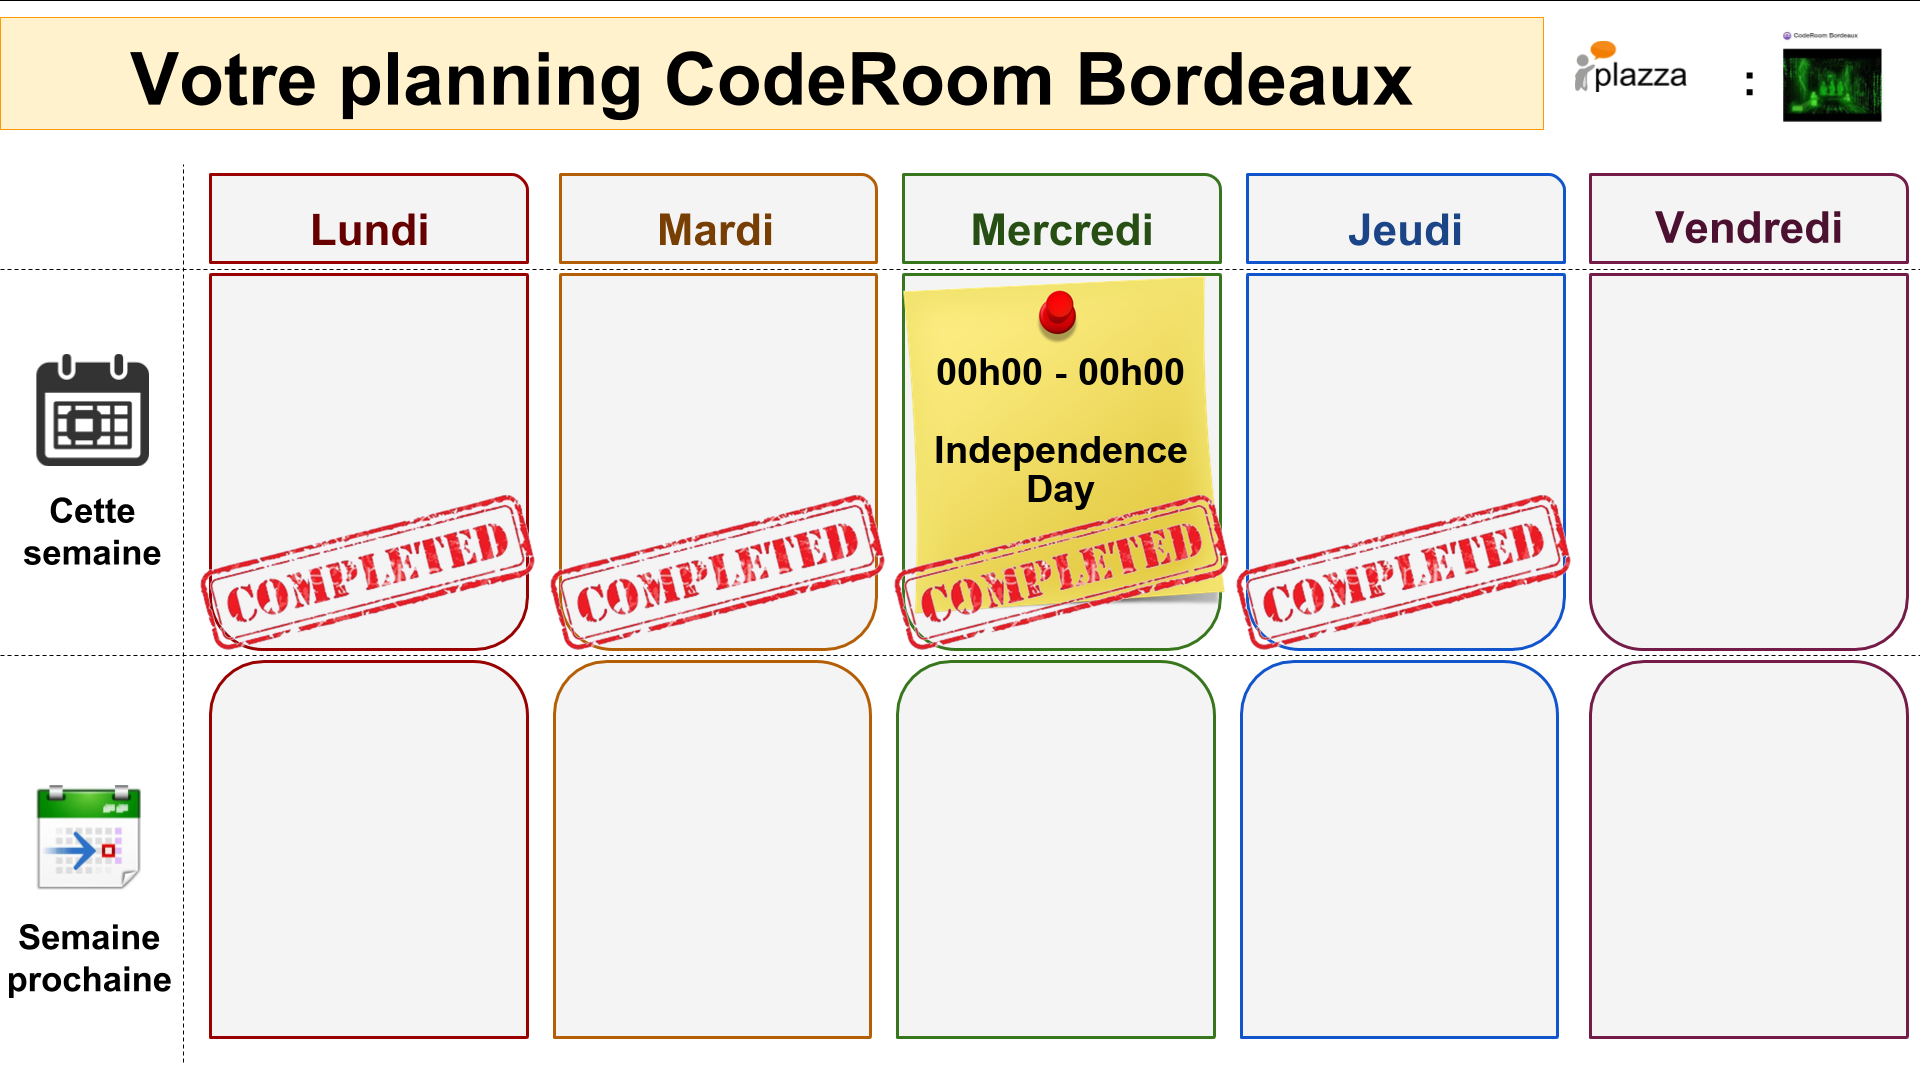 Votre planning CodeRoom Bordeaux
plazza
:
CodeRoom Bordeaux
Lundi
Mardi
Mercredi
Jeudi
Vendredi
Cette
semaine
00h00 - 00h00
Independence
Day
COMPLETED
COMPLETED
COMPLETED
COMPLETED
Semaine
prochaine